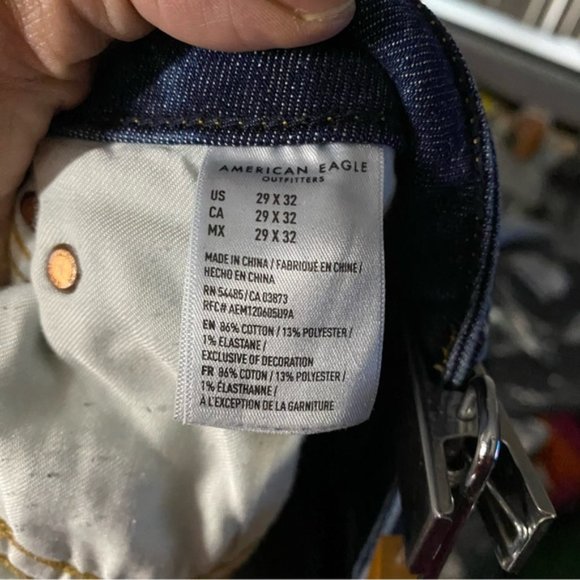 AMERICAN EAGLE
OUTFITTERS
US 29 X 32
CA 29 X 32
MX 29 X 32
MADE IN CHINA / FABRIQUÉ EN CHINE /
HECHO EN CHINA
RN 54485 / CA 03873
RFC# AEM120605U9A
EN 86% COTTON / 13% POLYESTER /
1% ELASTANE /
EXCLUSIVE OF DECORATION
FR 86% COTTON / 13% POLYESTER /
1% ÉLASTHANNE /
À L'EXCEPTION DE LA GARNITURE